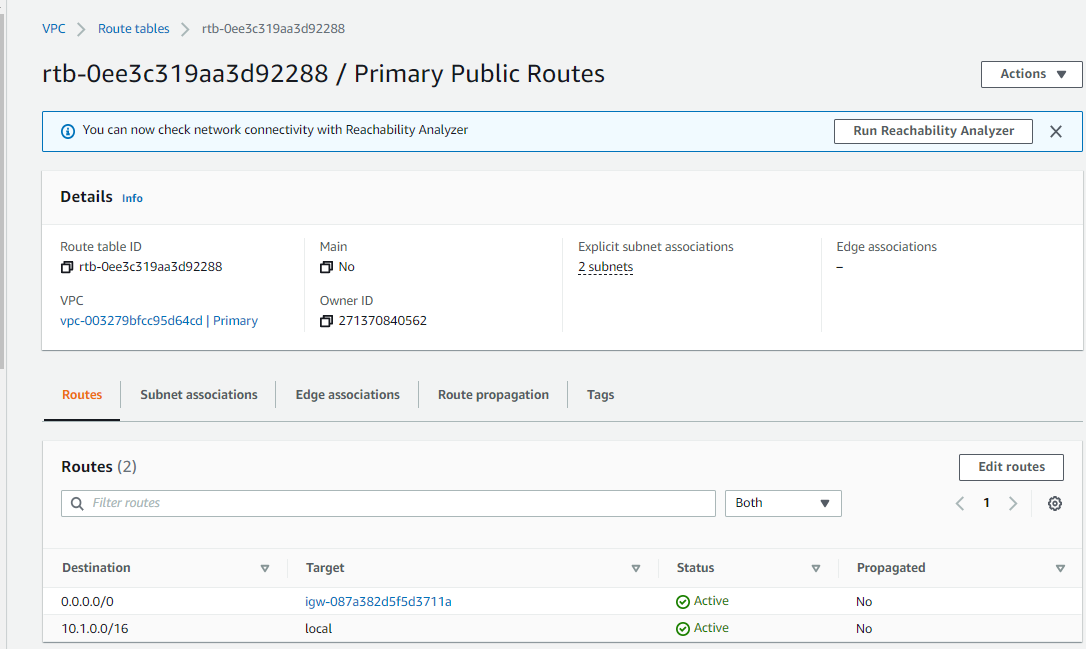 VPC > Route tables > rtb-0ee3c319aa3d92288
rtb-0ee3c319aa3d92288 / Primary Public Routes
Actions
You can now check network connectivity with Reachability Analyzer
Run Reachability Analyzer
Details Info
Route table ID
rtb-0ee3c319aa3d92288
Main
No
Explicit subnet associations
2 subnets
Edge associations
–
VPC
vpc-003279bfcc95d64cd | Primary
Owner ID
271370840562
Routes Subnet associations Edge associations Route propagation Tags
Routes (2)
Edit routes
Filter routes
Both
1
Destination Target Status Propagated
0.0.0.0/0 igw-087a382d5f5d3711a Active No
10.1.0.0/16 local Active No